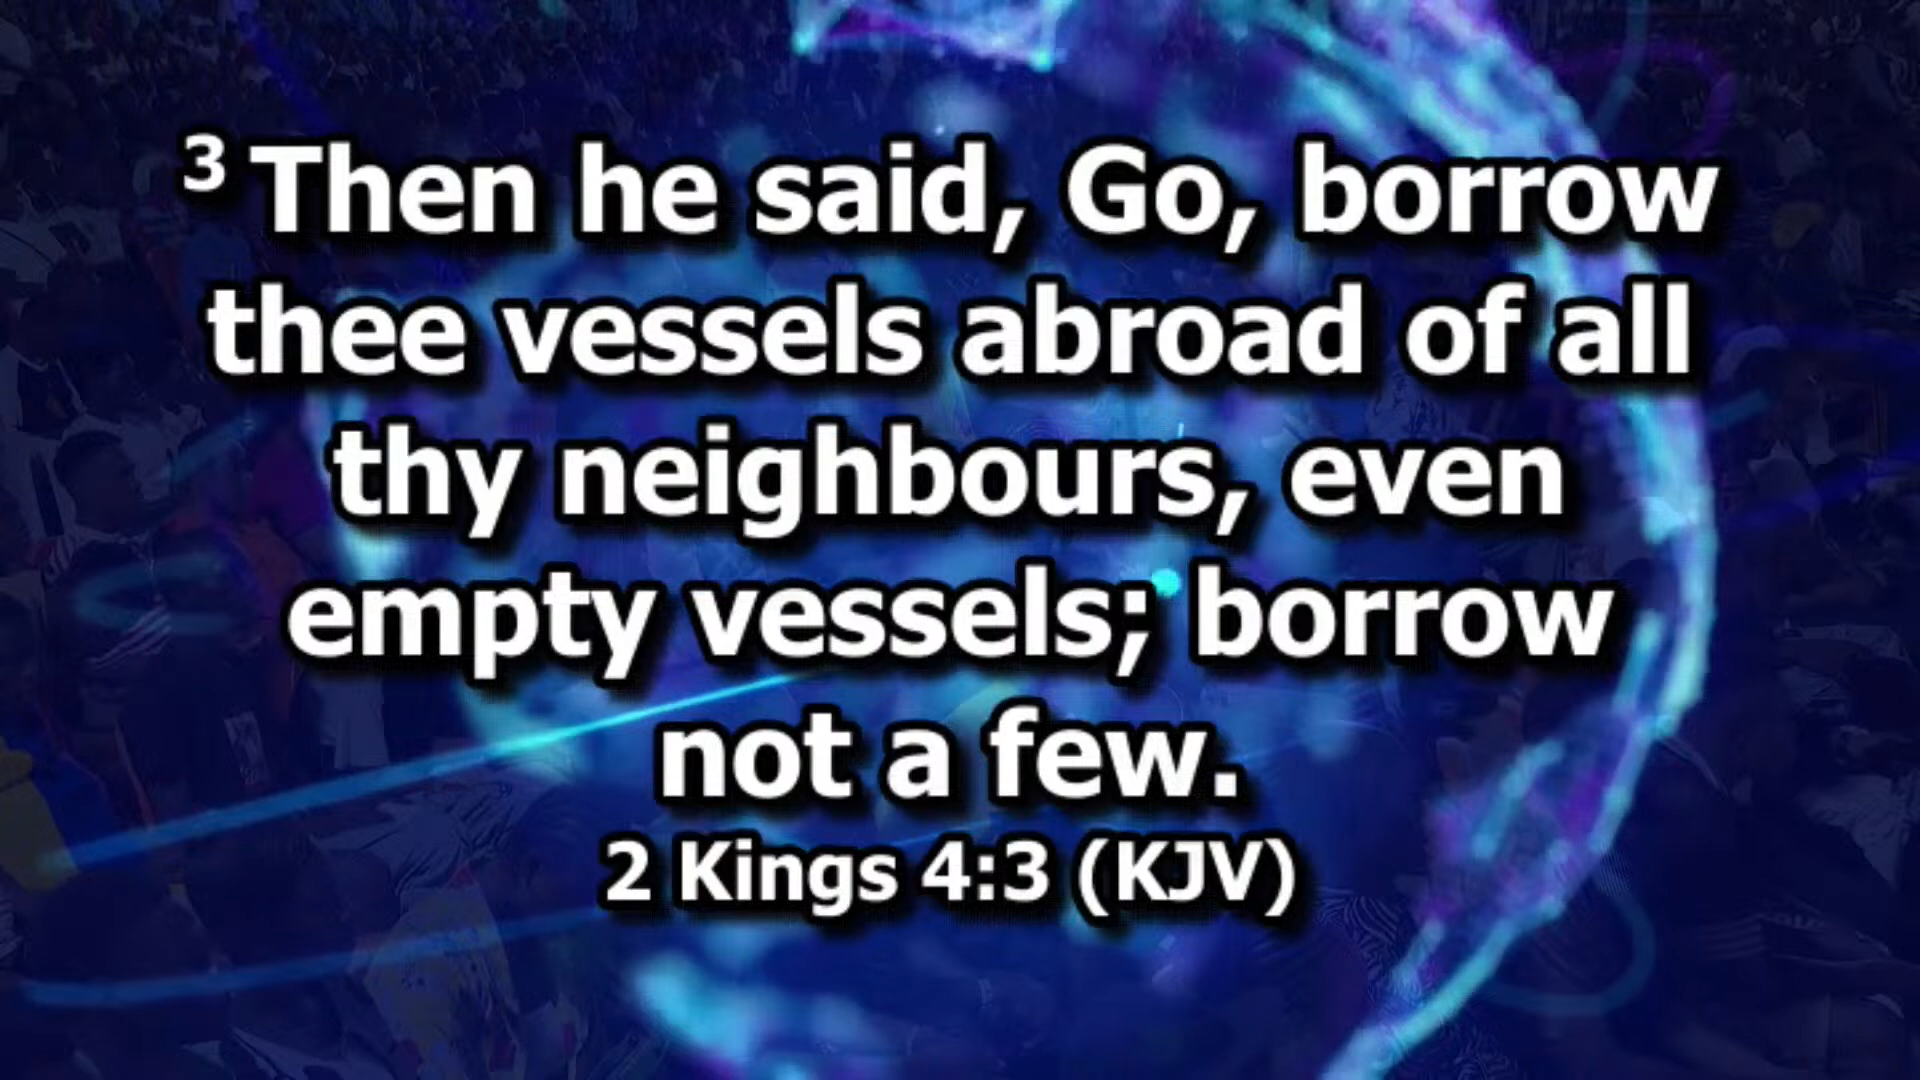 3 Then he said, Go, borrow
thee vessels abroad of all
thy neighbours, even
empty vessels; borrow
not a few.
2 Kings 4:3 (KJV)